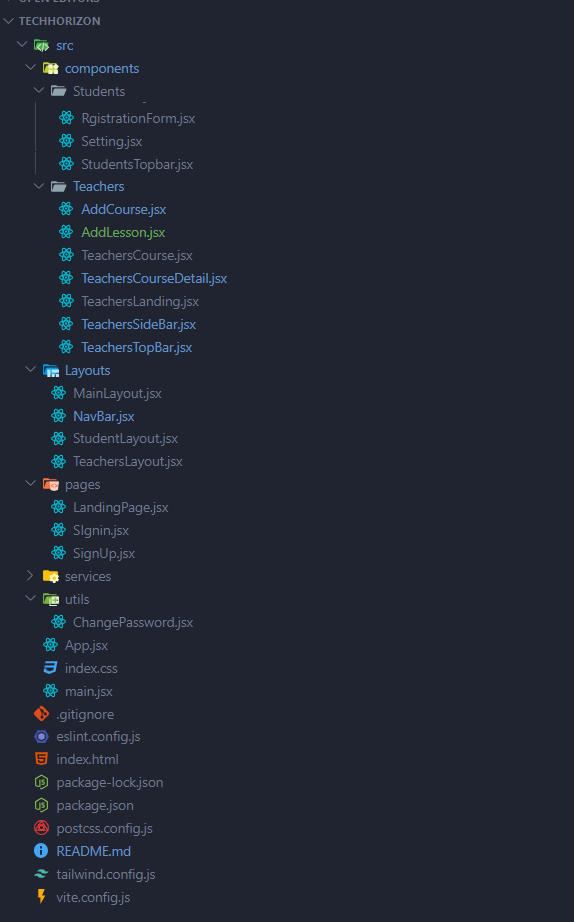 OPEN EDITORS
TECHHORIZON
src
components
Students
RgistrationForm.jsx
Setting.jsx
StudentsTopbar.jsx
Teachers
AddCourse.jsx
AddLesson.jsx
TeachersCourse.jsx
TeachersCourseDetail.jsx
TeachersLanding.jsx
TeachersSideBar.jsx
TeachersTopBar.jsx
Layouts
MainLayout.jsx
NavBar.jsx
StudentLayout.jsx
TeachersLayout.jsx
pages
LandingPage.jsx
SIgnin.jsx
SignUp.jsx
services
utils
ChangePassword.jsx
App.jsx
index.css
main.jsx
.gitignore
eslint.config.js
index.html
package-lock.json
package.json
postcss.config.js
README.md
tailwind.config.js
vite.config.js